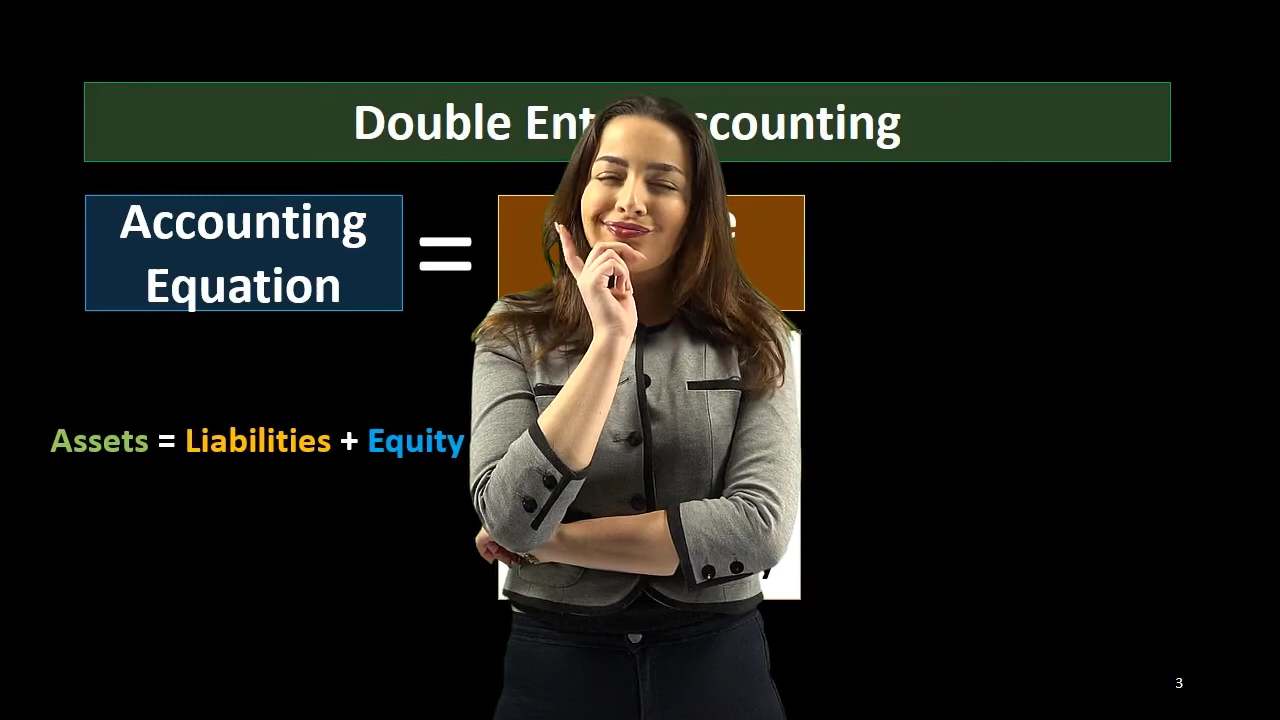 Double Ent ccounting
Accounting
Equation
=
e
Assets = Liabilities + Equity
,
3